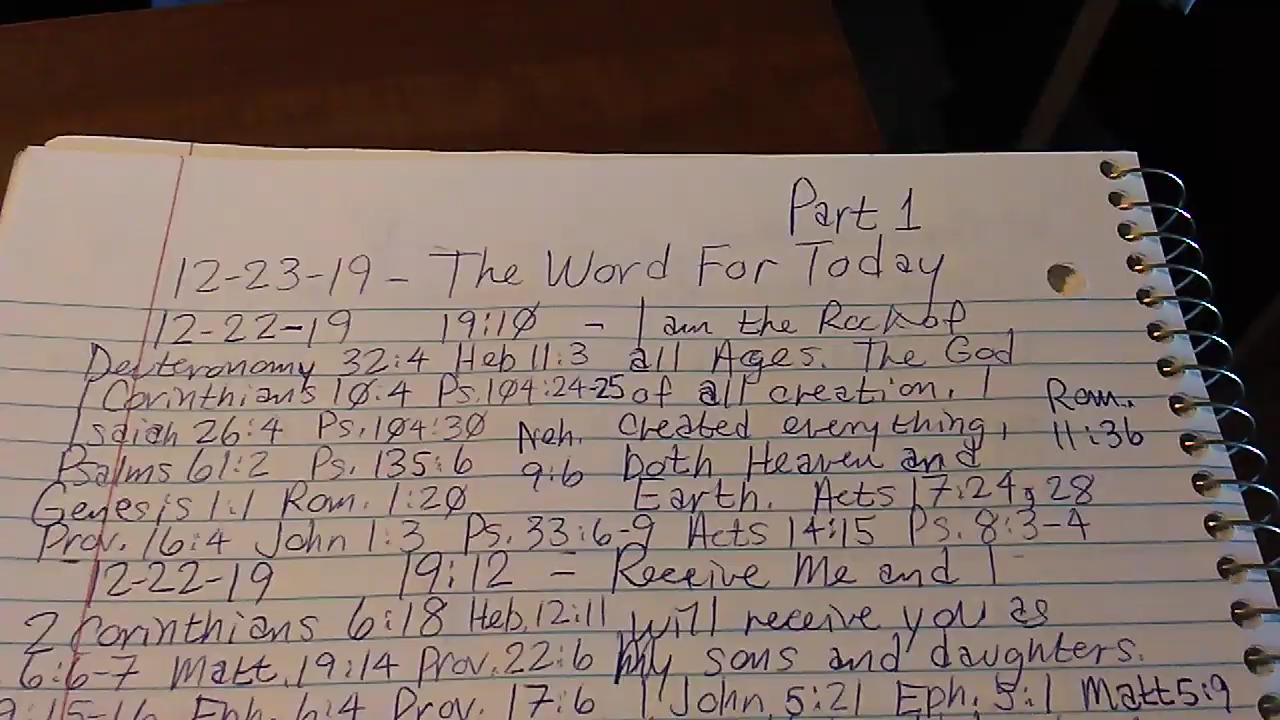 Part 1
12-23-19 - The Word For Today
12-22-19 19:10 - I am the Rock of
Deuteronomy 32:4 Heb 11:3 all Ages. The God
1 Corinthians 10:4 Ps. 104:24-25 of all creation. I
Isaiah 26:4 Ps. 104:30 Neh. created everything, Rom. 11:36
Psalms 61:2 Ps. 135:6 9:6 both Heaven and
Genesis 1:1 Rom. 1:20 Earth. Acts 17:24, 28
Prov. 16:4 John 1:3 Ps. 33:6-9 Acts 14:15 Ps. 8:3-4
12-22-19 19:12 - Receive Me and I
2 Corinthians 6:18 Heb. 12:11 will receive you as
6:6-7 Matt. 19:14 Prov. 22:6 My sons and daughters.
:15-16 Eph. 6:4 Prov. 17:6 1 John 5:21 Eph. 5:1 Matt 5:9